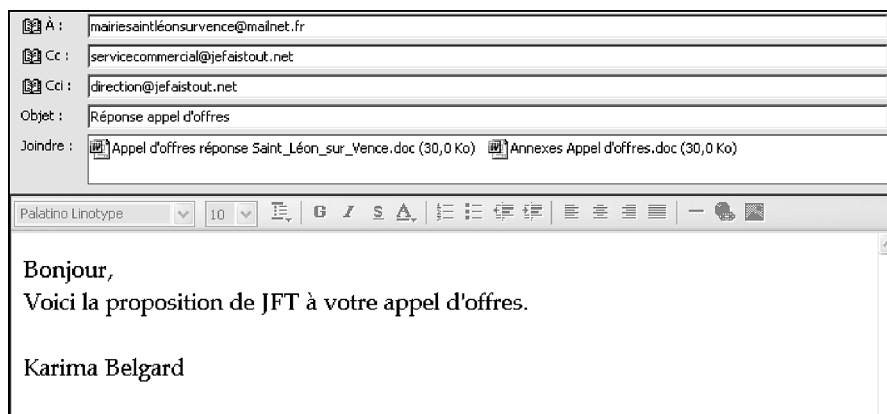 À : mairiesaintléonsurvence@mailnet.fr
Cc : servicecommercial@jefaistout.net
Cci : direction@jefaistout.net
Objet : Réponse appel d'offres
Joindre : Appel d'offres réponse Saint_Léon_sur_Vence.doc (30,0 Ko) Annexes Appel d'offres.doc (30,0 Ko)
Palatino Linotype 10 G I S A
Bonjour,
Voici la proposition de JFT à votre appel d'offres.
Karima Belgard